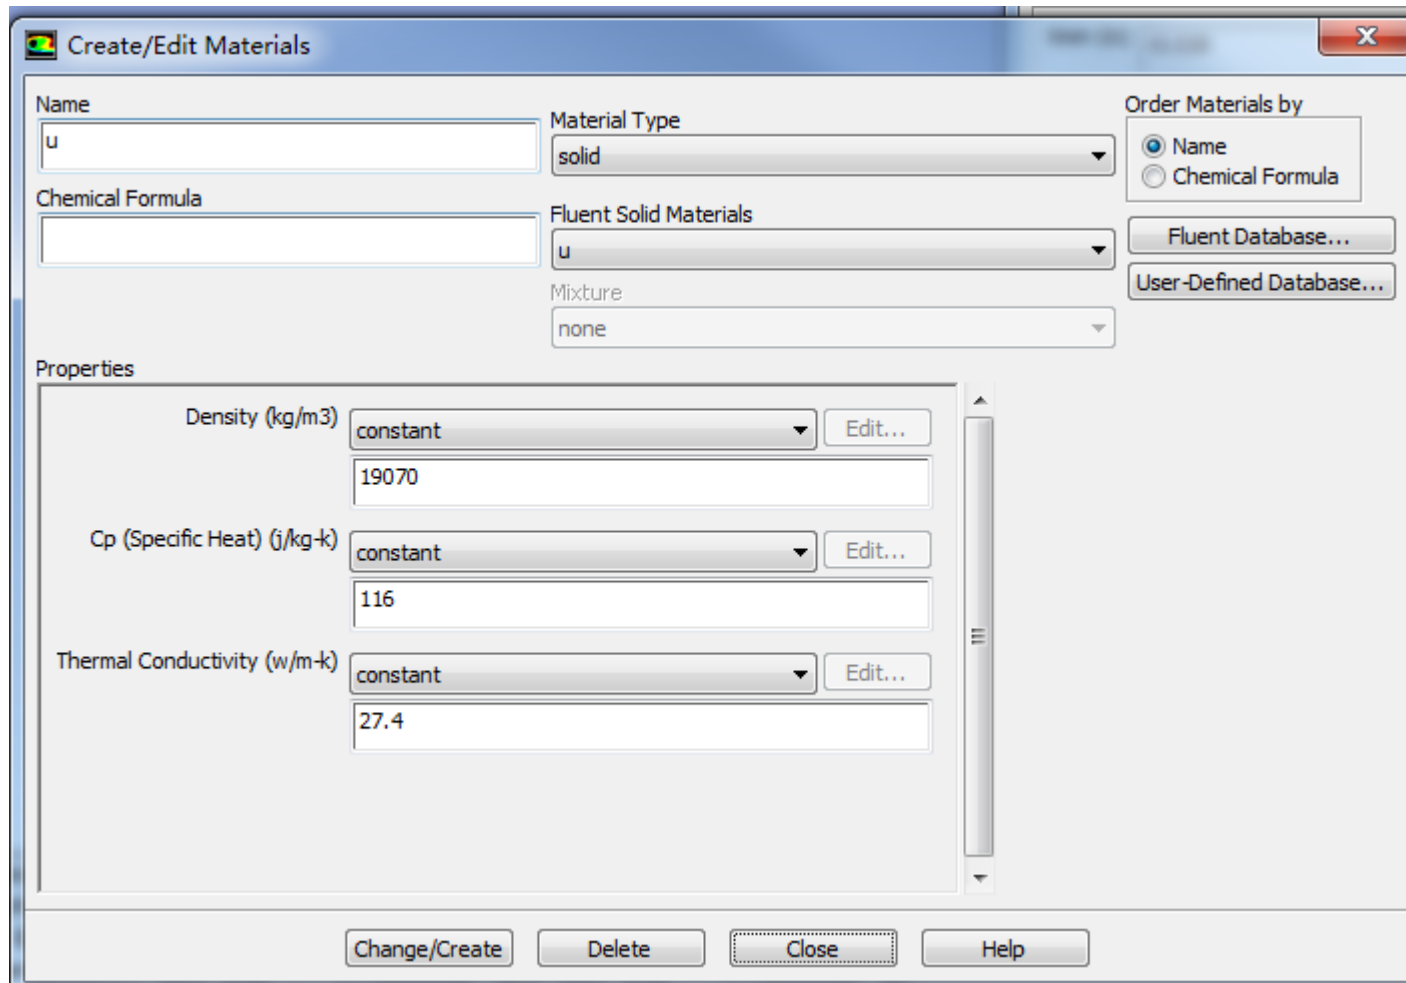 Create/Edit Materials
Name
u
Material Type
solid
Order Materials by
Name
Chemical Formula
Chemical Formula
Fluent Solid Materials
u
Fluent Database...
User-Defined Database...
Mixture
none
Properties
Density (kg/m3)
constant
Edit...
19070
Cp (Specific Heat) (j/kg-k)
constant
Edit...
116
Thermal Conductivity (w/m-k)
constant
Edit...
27.4
Change/Create
Delete
Close
Help